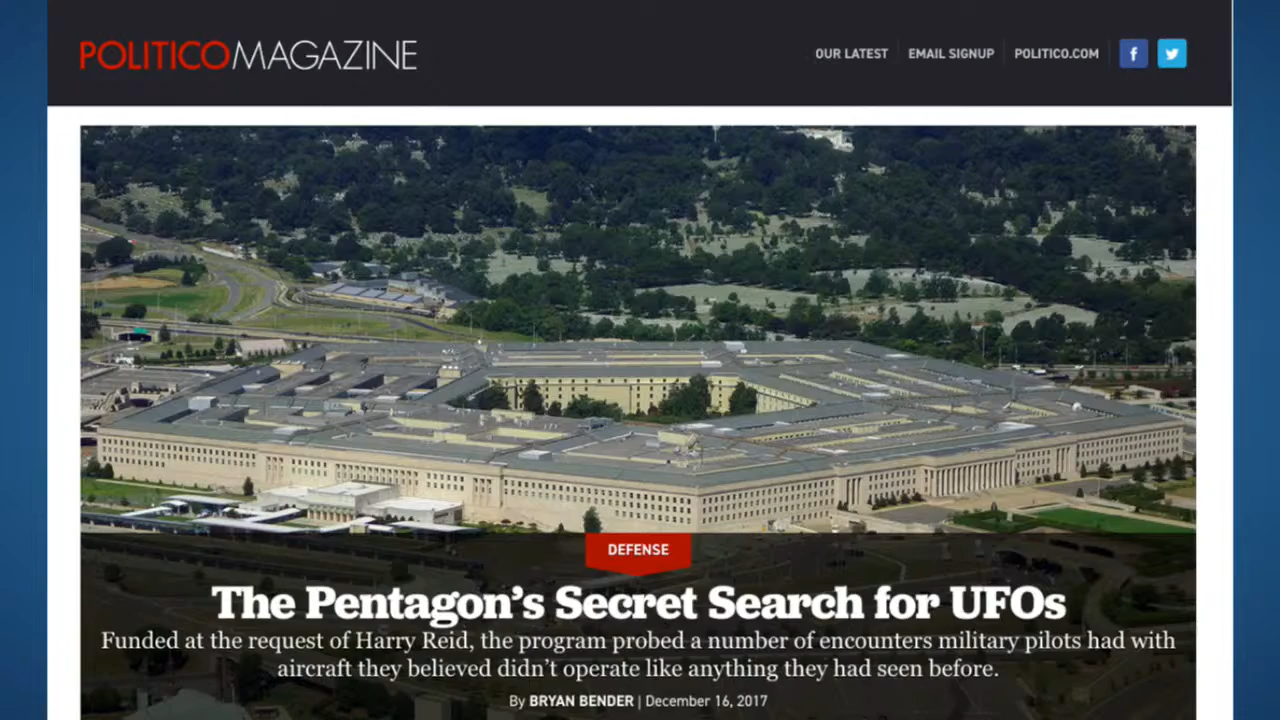 POLITICOMAGAZINE
OUR LATEST
EMAIL SIGNUP
POLITICO.COM
f
DEFENSE
The Pentagon's Secret Search for UFOs
Funded at the request of Harry Reid, the program probed a number of encounters military pilots had with
aircraft they believed didn't operate like anything they had seen before.
By BRYAN BENDER | December 16, 2017